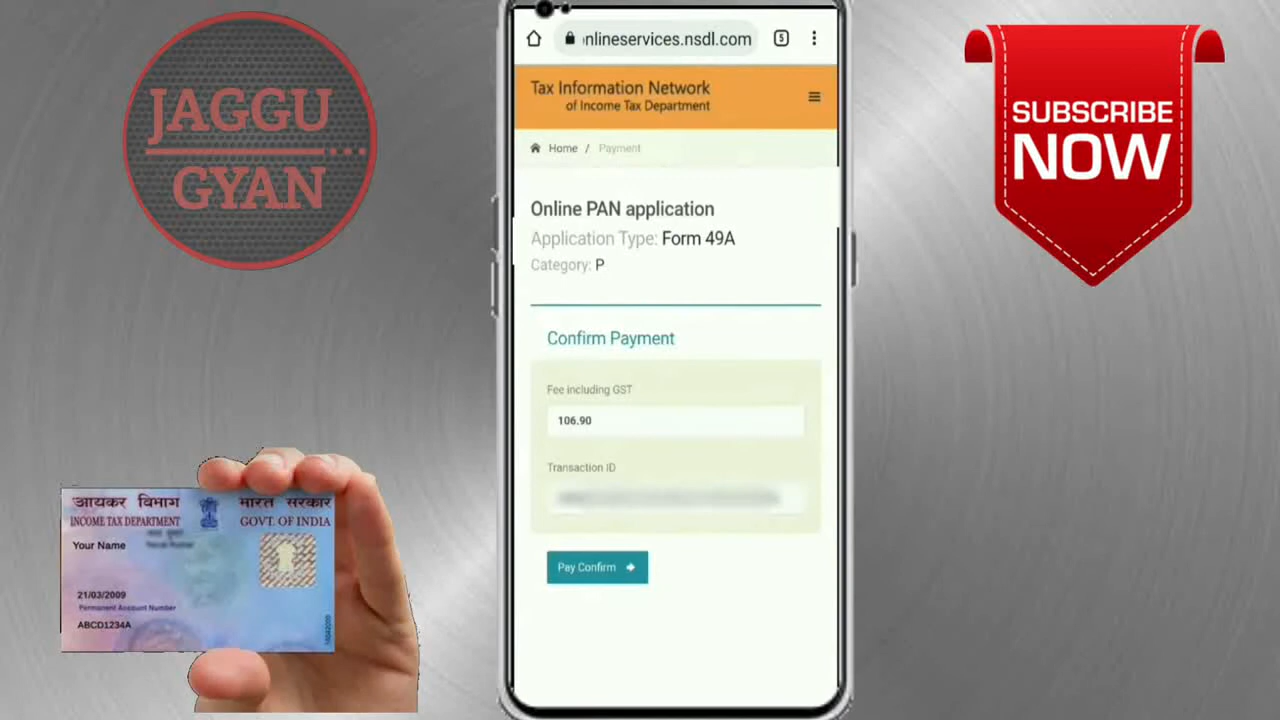 JAGGU
GYAN
SUBSCRIBE
NOW
nlineservices.nsdl.com
5
Tax Information Network
of Income Tax Department
Home / Payment
Online PAN application
Application Type: Form 49A
Category: P
Confirm Payment
Fee including GST
106.90
Transaction ID
Pay Confirm
आयकर विभाग
भारत सरकार
INCOME TAX DEPARTMENT
GOVT. OF INDIA
Your Name
21/03/2009
Permanent Account Number
ABCD1234A